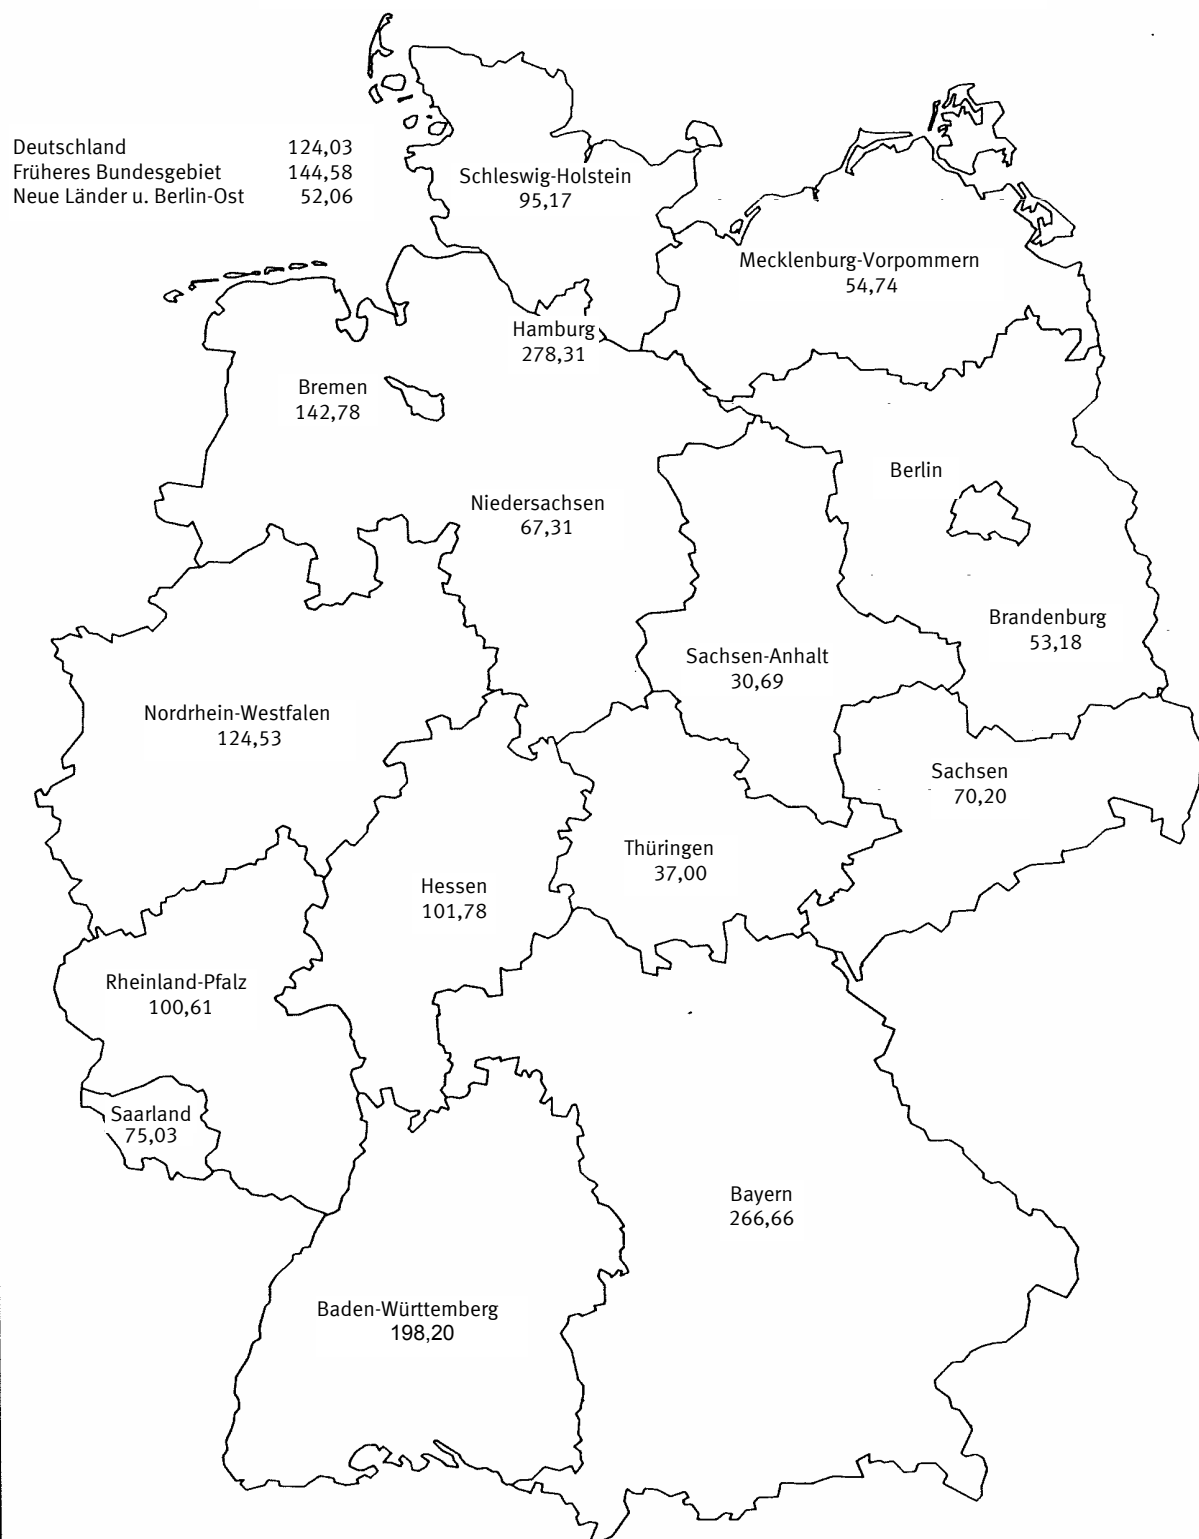 Deutschland 124,03
Früheres Bundesgebiet 144,58
Neue Länder u. Berlin-Ost 52,06
Schleswig-Holstein
95,17
Mecklenburg-Vorpommern
54,74
Hamburg
278,31
Bremen
142,78
Berlin
Niedersachsen
67,31
Brandenburg
53,18
Sachsen-Anhalt
30,69
Nordrhein-Westfalen
124,53
Sachsen
70,20
Thüringen
37,00
Hessen
101,78
Rheinland-Pfalz
100,61
Saarland
75,03
Bayern
266,66
Baden-Württemberg
198,20